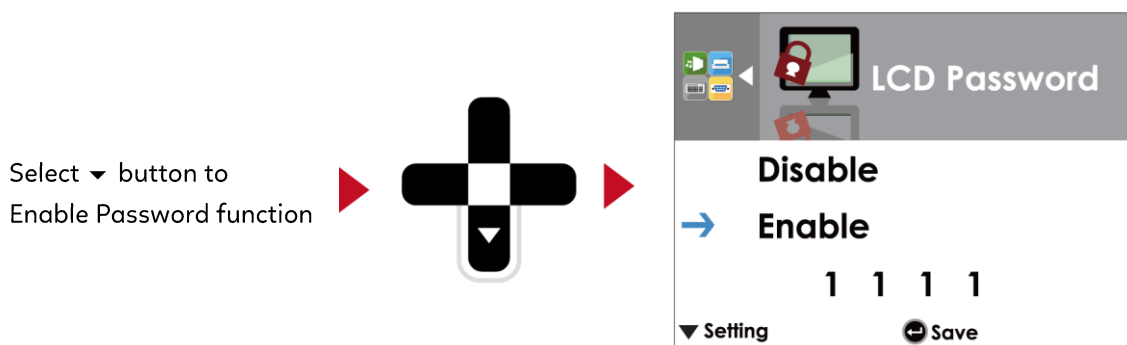 Select ▼ button to
Enable Password function
LCD Password
Disable
Enable
1 1 1 1
▼ Setting
Save